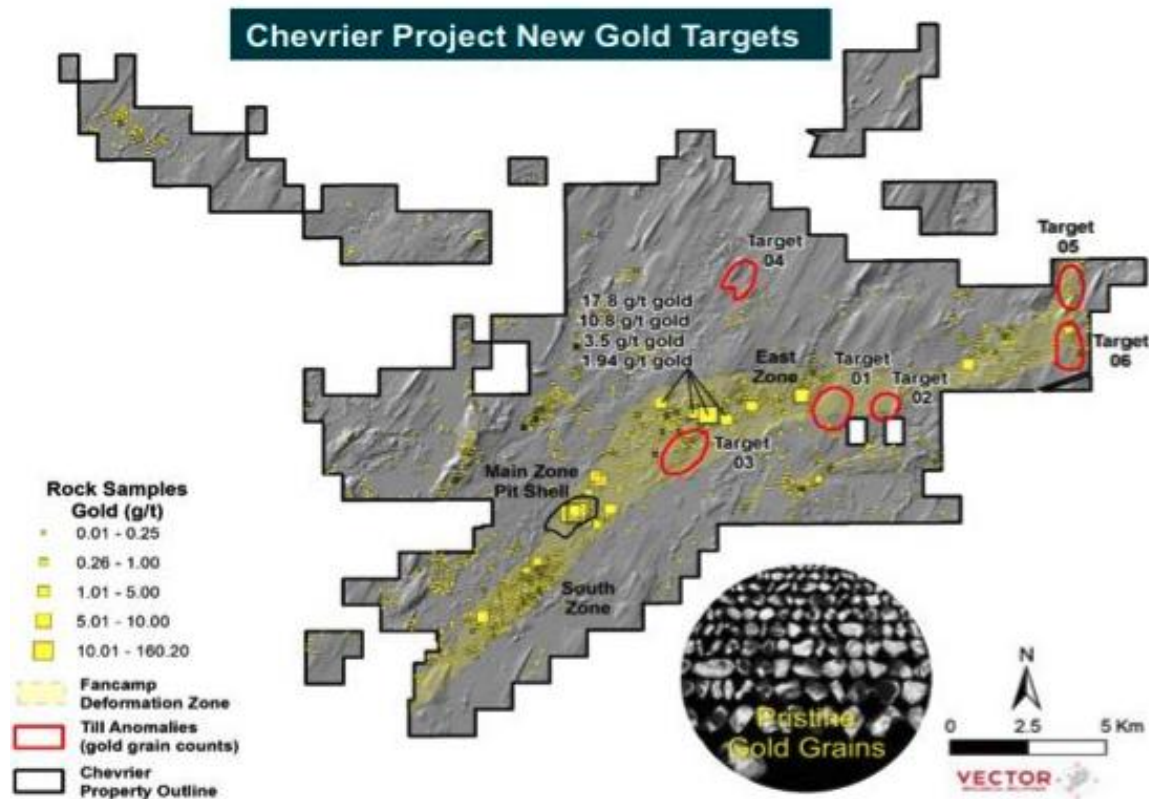 Chevrier Project New Gold Targets
Target
05
Target
04
17.8 g/t gold
10.8 g/t gold
3.5 g/t gold
1.94 g/t gold
East
Zone
Target
01
Target
02
Target
06
Target
03
Main Zone
Pit Shell
South
Zone
Rock Samples
Gold (g/t)
0.01 - 0.25
0.26 - 1.00
1.01 - 5.00
5.01 - 10.00
10.01 - 160.20
Fancamp
Deformation Zone
Till Anomalies
(gold grain counts)
Chevrier
Property Outline
Pristine
Gold Grains
N
0 2.5 5 Km
VECTOR